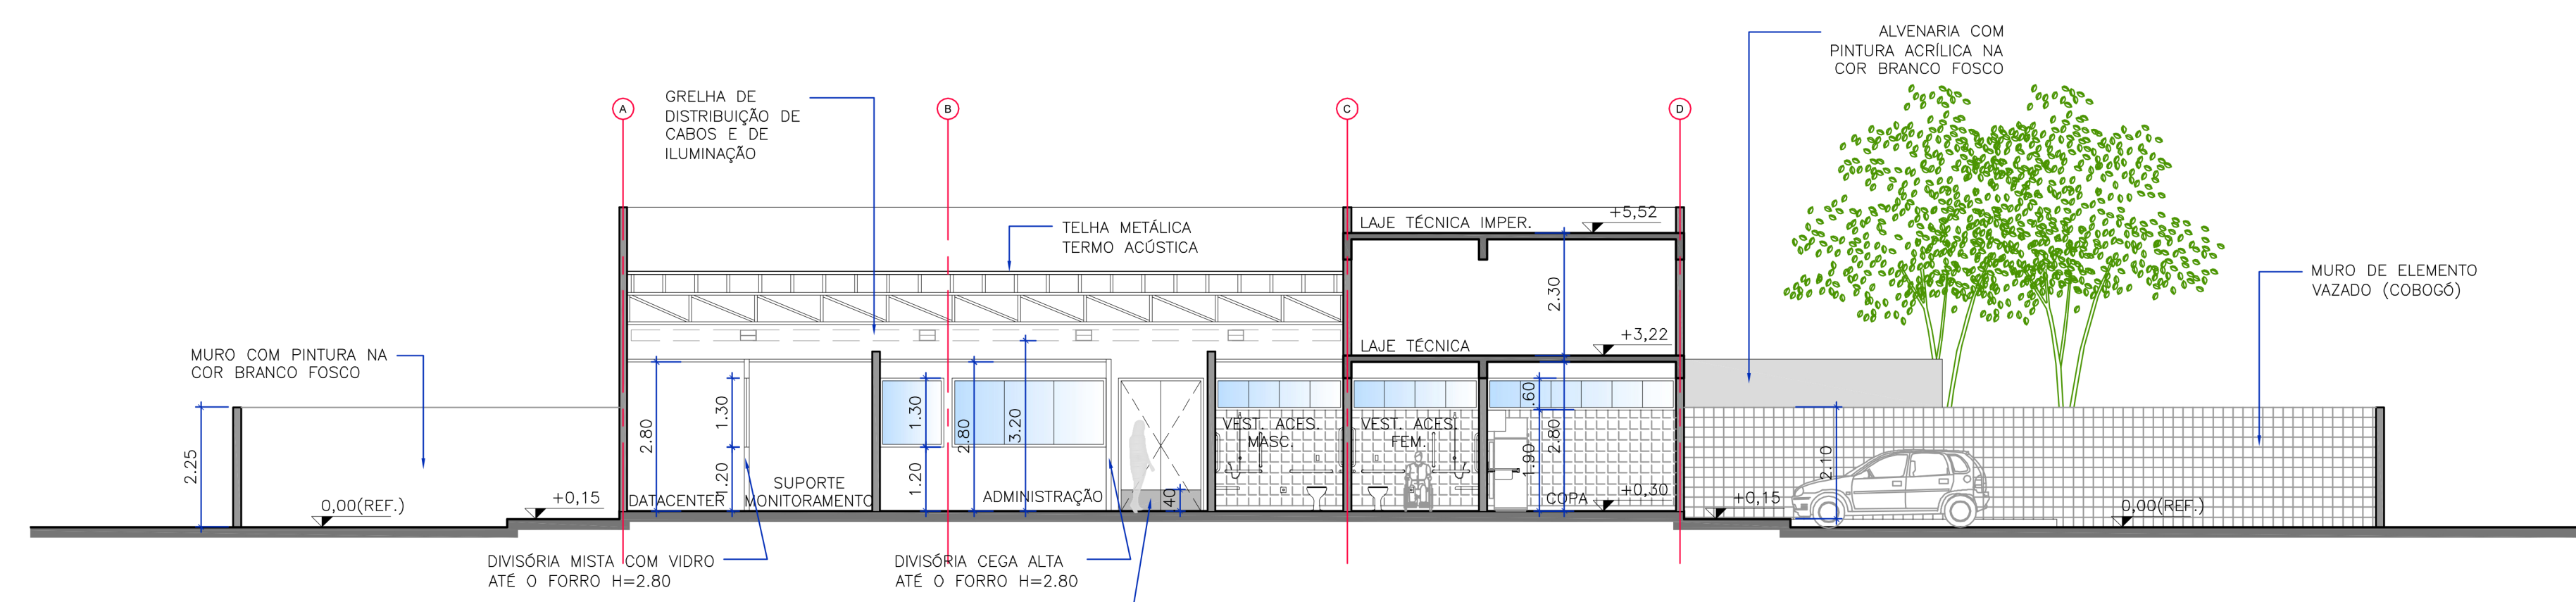 ALVENARIA COM
PINTURA ACRÍLICA NA
COR BRANCO FOSCO
GRELHA DE
DISTRIBUIÇÃO DE
CABOS E DE
ILUMINAÇÃO
A
B
C
D
TELHA METÁLICA
TERMO ACÚSTICA
LAJE TÉCNICA IMPER.
+5,52
MURO DE ELEMENTO
VAZADO (COBOGÓ)
2.30
+3,22
LAJE TÉCNICA
MURO COM PINTURA NA
COR BRANCO FOSCO
2.25
0,00(REF.)
+0,15
2.80
1.30
1.20
DATACENTER
SUPORTE
MONITORAMENTO
1.30
1.20
2.80
3.20
ADMINISTRAÇÃO
40
VEST. ACES.
MASC.
VEST. ACES.
FEM.
.60
1.90
2.80
COPA
+0,30
+0,15
2.10
0,00(REF.)
DIVISÓRIA MISTA COM VIDRO
ATÉ O FORRO H=2.80
DIVISÓRIA CEGA ALTA
ATÉ O FORRO H=2.80